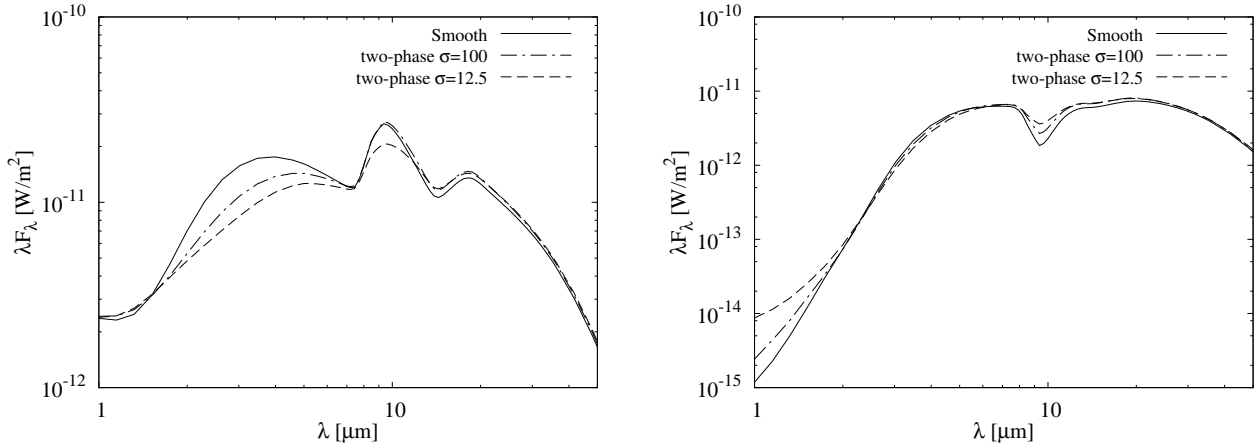 10⁻¹⁰
Smooth
two-phase σ=100
two-phase σ=12.5
10⁻¹¹
λF_λ [W/m²]
10⁻¹²
1
10
λ [μm]
10⁻¹⁰
Smooth
two-phase σ=100
two-phase σ=12.5
10⁻¹¹
10⁻¹²
λF_λ [W/m²]
10⁻¹³
10⁻¹⁴
10⁻¹⁵
1
10
λ [μm]